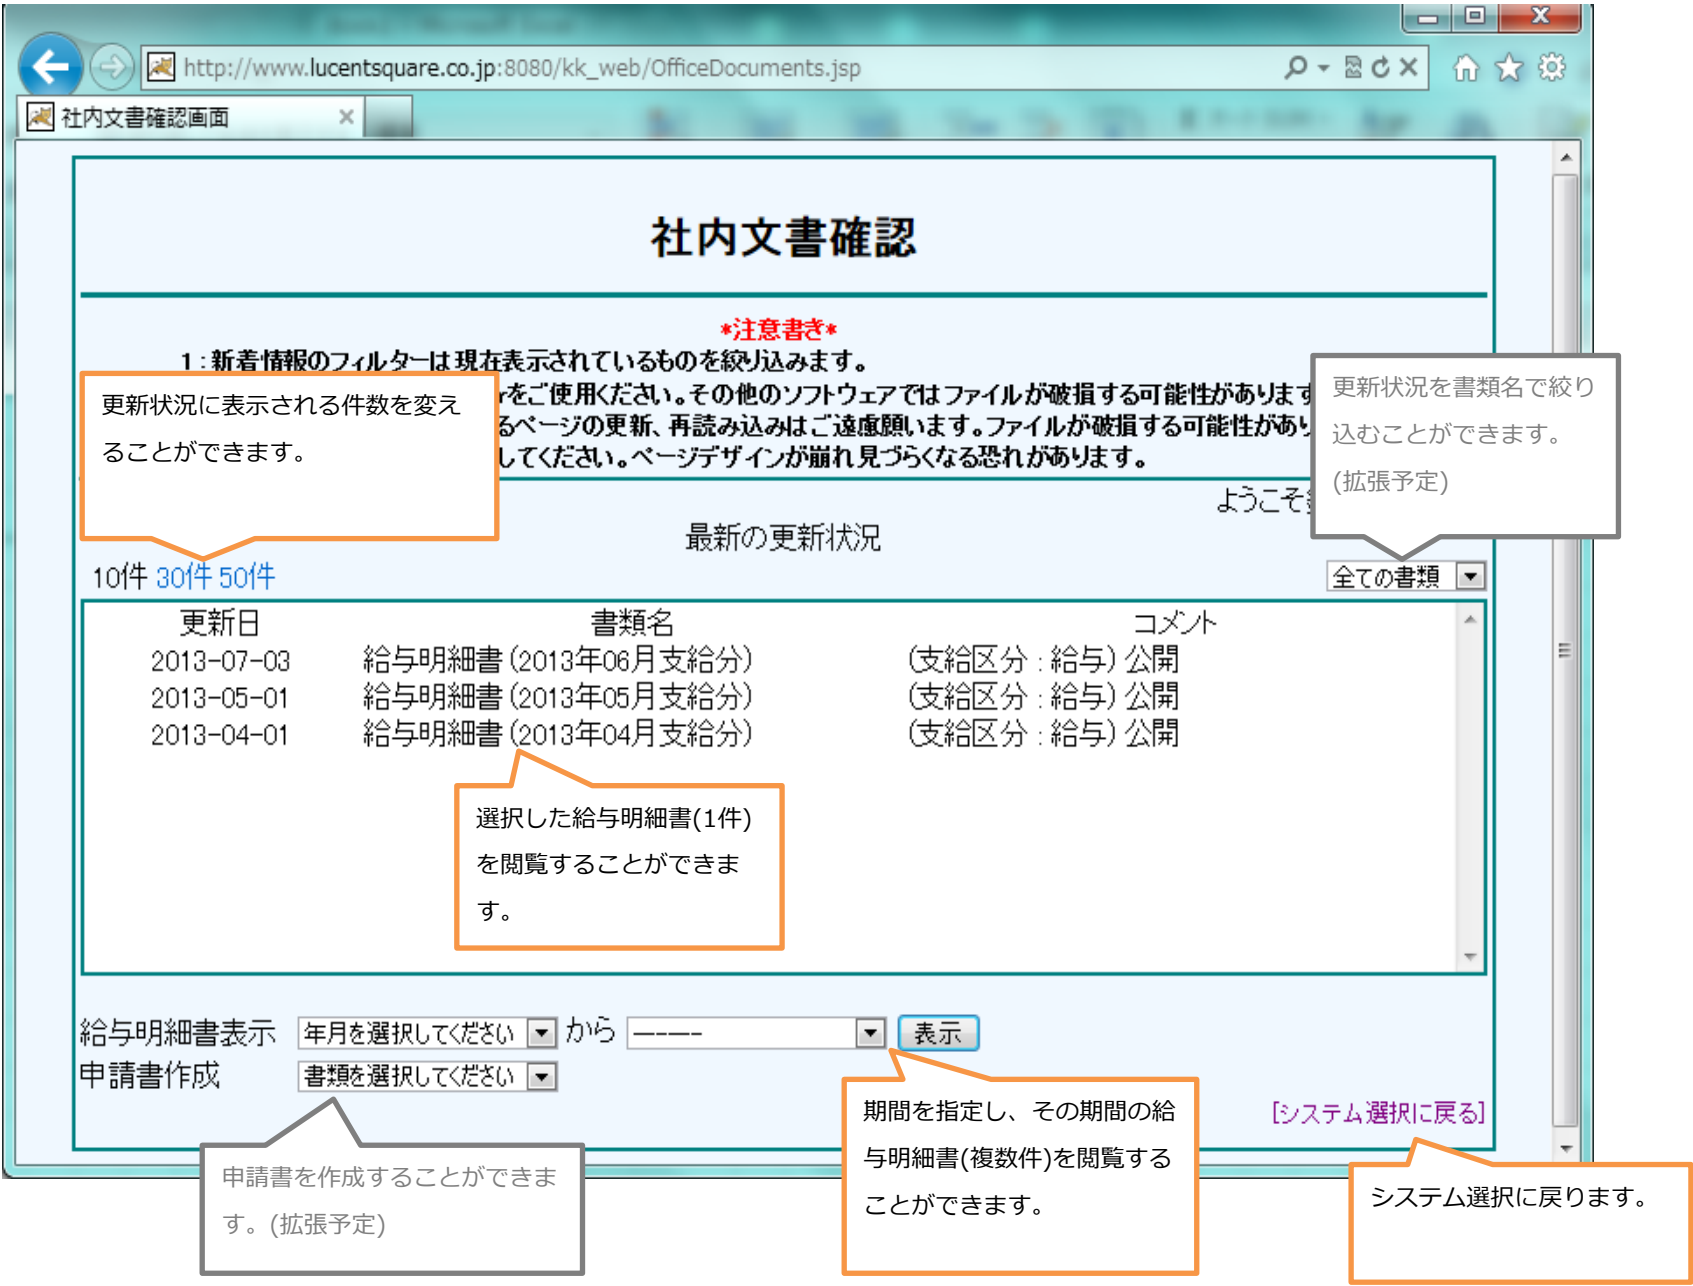 http://www.lucentsquare.co.jp:8080/kk_web/OfficeDocuments.jsp
社内文書確認画面
社内文書確認
*注意書き*
1：新着情報のフィルターは現在表示されているものを絞り込みます。
をご使用ください。その他のソフトウェアではファイルが破損する可能性があります
ページの更新、再読み込みはご遠慮願います。ファイルが破損する可能性があり
してください。ページデザインが崩れ見づらくなる恐れがあります。
更新状況に表示される件数を変え
ることができます。
更新状況を書類名で絞り
込むことができます。
(拡張予定)
ようこそ
最新の更新状況
10件 30件 50件
全ての書類
更新日 書類名 コメント
2013-07-03 給与明細書(2013年06月支給分) (支給区分：給与) 公開
2013-05-01 給与明細書(2013年05月支給分) (支給区分：給与) 公開
2013-04-01 給与明細書(2013年04月支給分) (支給区分：給与) 公開
選択した給与明細書(1件)
を閲覧することができま
す。
給与明細書表示 年月を選択してください から ------ 表示
申請書作成 書類を選択してください
期間を指定し、その期間の給
与明細書(複数件)を閲覧する
ことができます。
[システム選択に戻る]
申請書を作成することができま
す。(拡張予定)
システム選択に戻ります。